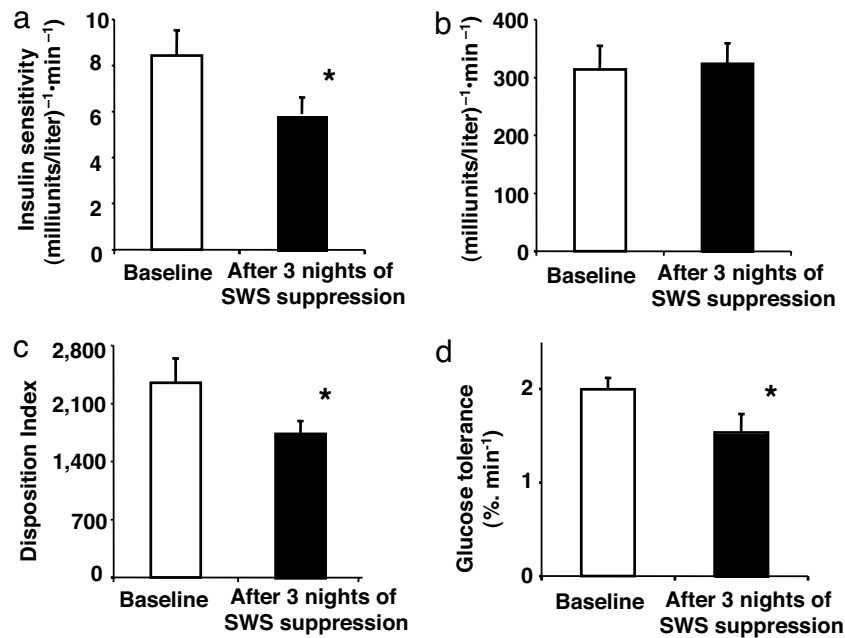 a
10
8
6
4
2
0
Insulin sensitivity
(milliunits/liter)⁻¹•min⁻¹)
*
Baseline
After 3 nights of
SWS suppression
b
400
300
200
100
0
(milliunits/liter)⁻¹•min⁻¹)
Baseline
After 3 nights of
SWS suppression
c
2,800
2,100
1,400
700
0
Disposition Index
*
Baseline
After 3 nights of
SWS suppression
d
2
1
0
Glucose tolerance
(%. min⁻¹)
*
Baseline
After 3 nights of
SWS suppression